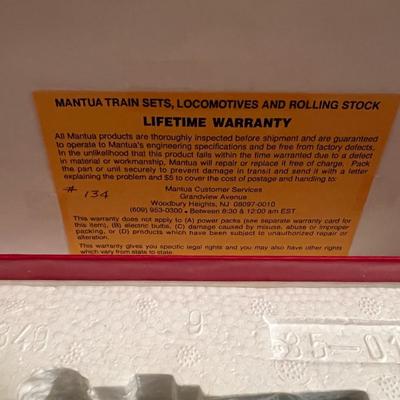 MANTUA TRAIN SETS, LOCOMOTIVES AND ROLLING STOCK
LIFETIME WARRANTY
All Mantua products are thoroughly inspected before shipment and are guaranteed
to operate to Mantua's engineering specifications and be free from factory defects.
In the unlikelihood that this product fails within the time warranted due to a defect
in material or workmanship, Mantua will repair or replace it free of charge. Pack
the part or unit securely to prevent damage in transit and send it with a letter
explaining the problem and $5 to cover the cost of postage and handling to:
# 134
Mantua Customer Services
Grandview Avenue
Woodbury Heights, NJ 08097-0010
(609) 953-0300 • Between 8:30 & 12:00 am EST
This warranty does not apply to (A) power packs (see separate warranty card for
this item), (B) electric bulbs, (C) damage caused by misuse, abuse or improper
packing, or (D) products which have been subject to unauthorized repair or
alteration.
This warranty gives you specific legal rights and you may also have other rights
which vary from state to state.
849
9
85-01